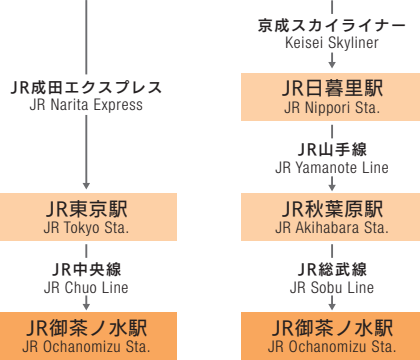 JR成田エクスプレス
JR Narita Express
JR東京駅
JR Tokyo Sta.
JR中央線
JR Chuo Line
JR御茶ノ水駅
JR Ochanomizu Sta.
京成スカイライナー
Keisei Skyliner
JR日暮里駅
JR Nippori Sta.
JR山手線
JR Yamanote Line
JR秋葉原駅
JR Akihabara Sta.
JR総武線
JR Sobu Line
JR御茶ノ水駅
JR Ochanomizu Sta.